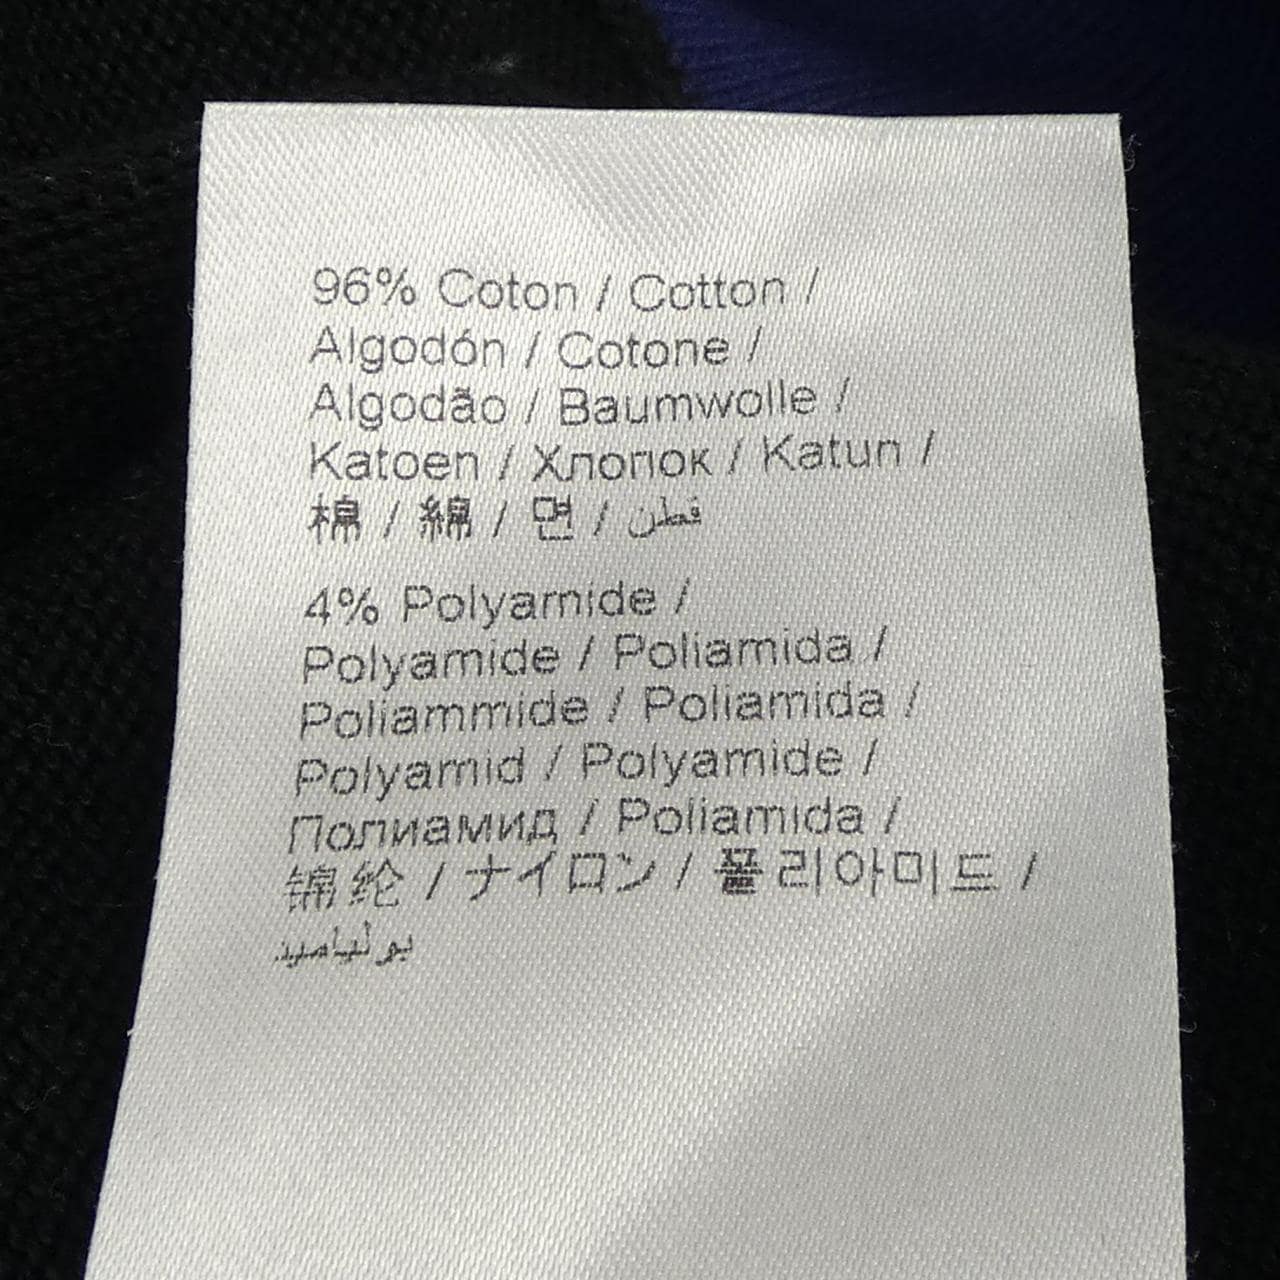 96% Coton / Cotton /
Algodón / Cotone /
Algodão / Baumwolle /
Katoen / Хлопок / Katun /
棉 / 綿 / 면 / قطن
4% Polyamide /
Polyamide / Poliamida /
Poliammide / Poliamida /
Polyamid / Polyamide /
Полиамид / Poliamida /
锦纶 / ナイロン / 폴리아미드 /
بولياميد